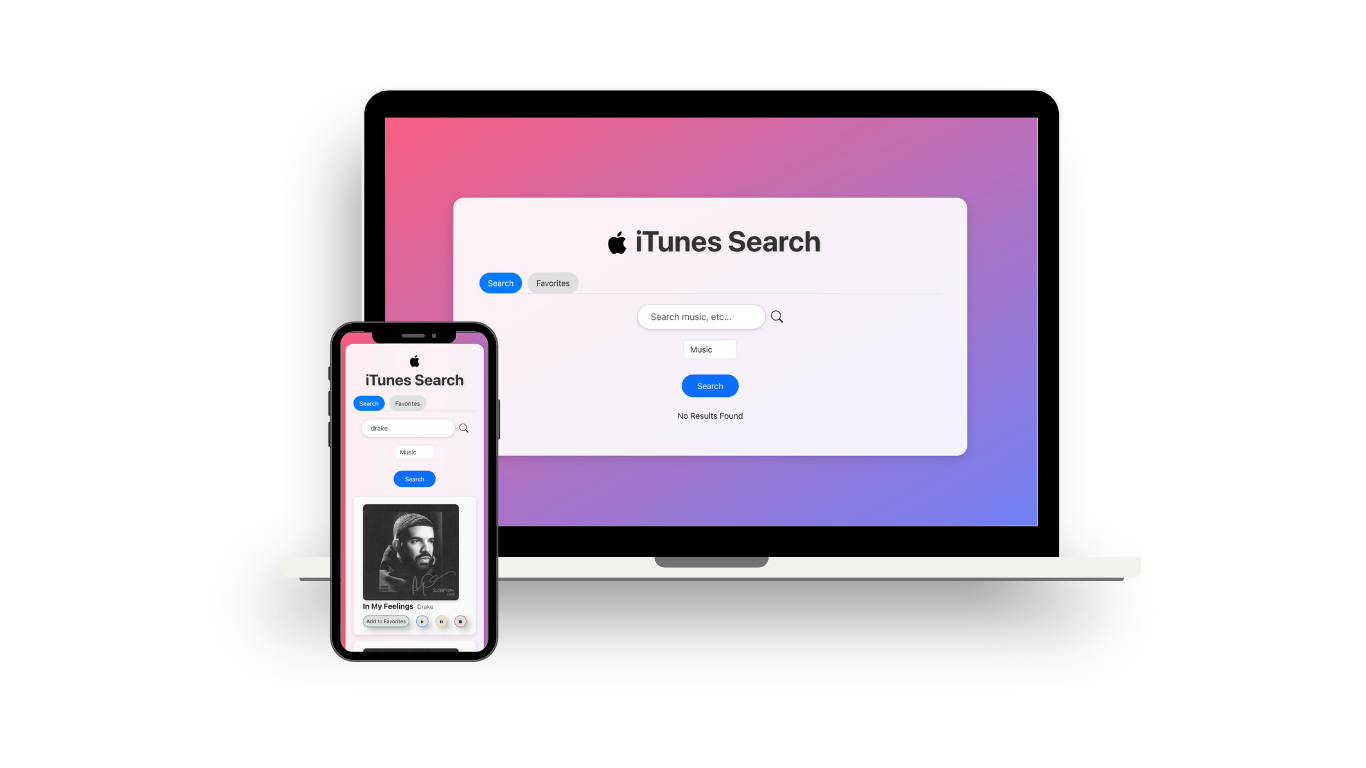 iTunes Search
Search Favorites
Search music, etc...
Music
Search
No Results Found
iTunes Search
Search Favorites
drake
Music
Search
SCORPION
In My Feelings Drake
Add to Favorites